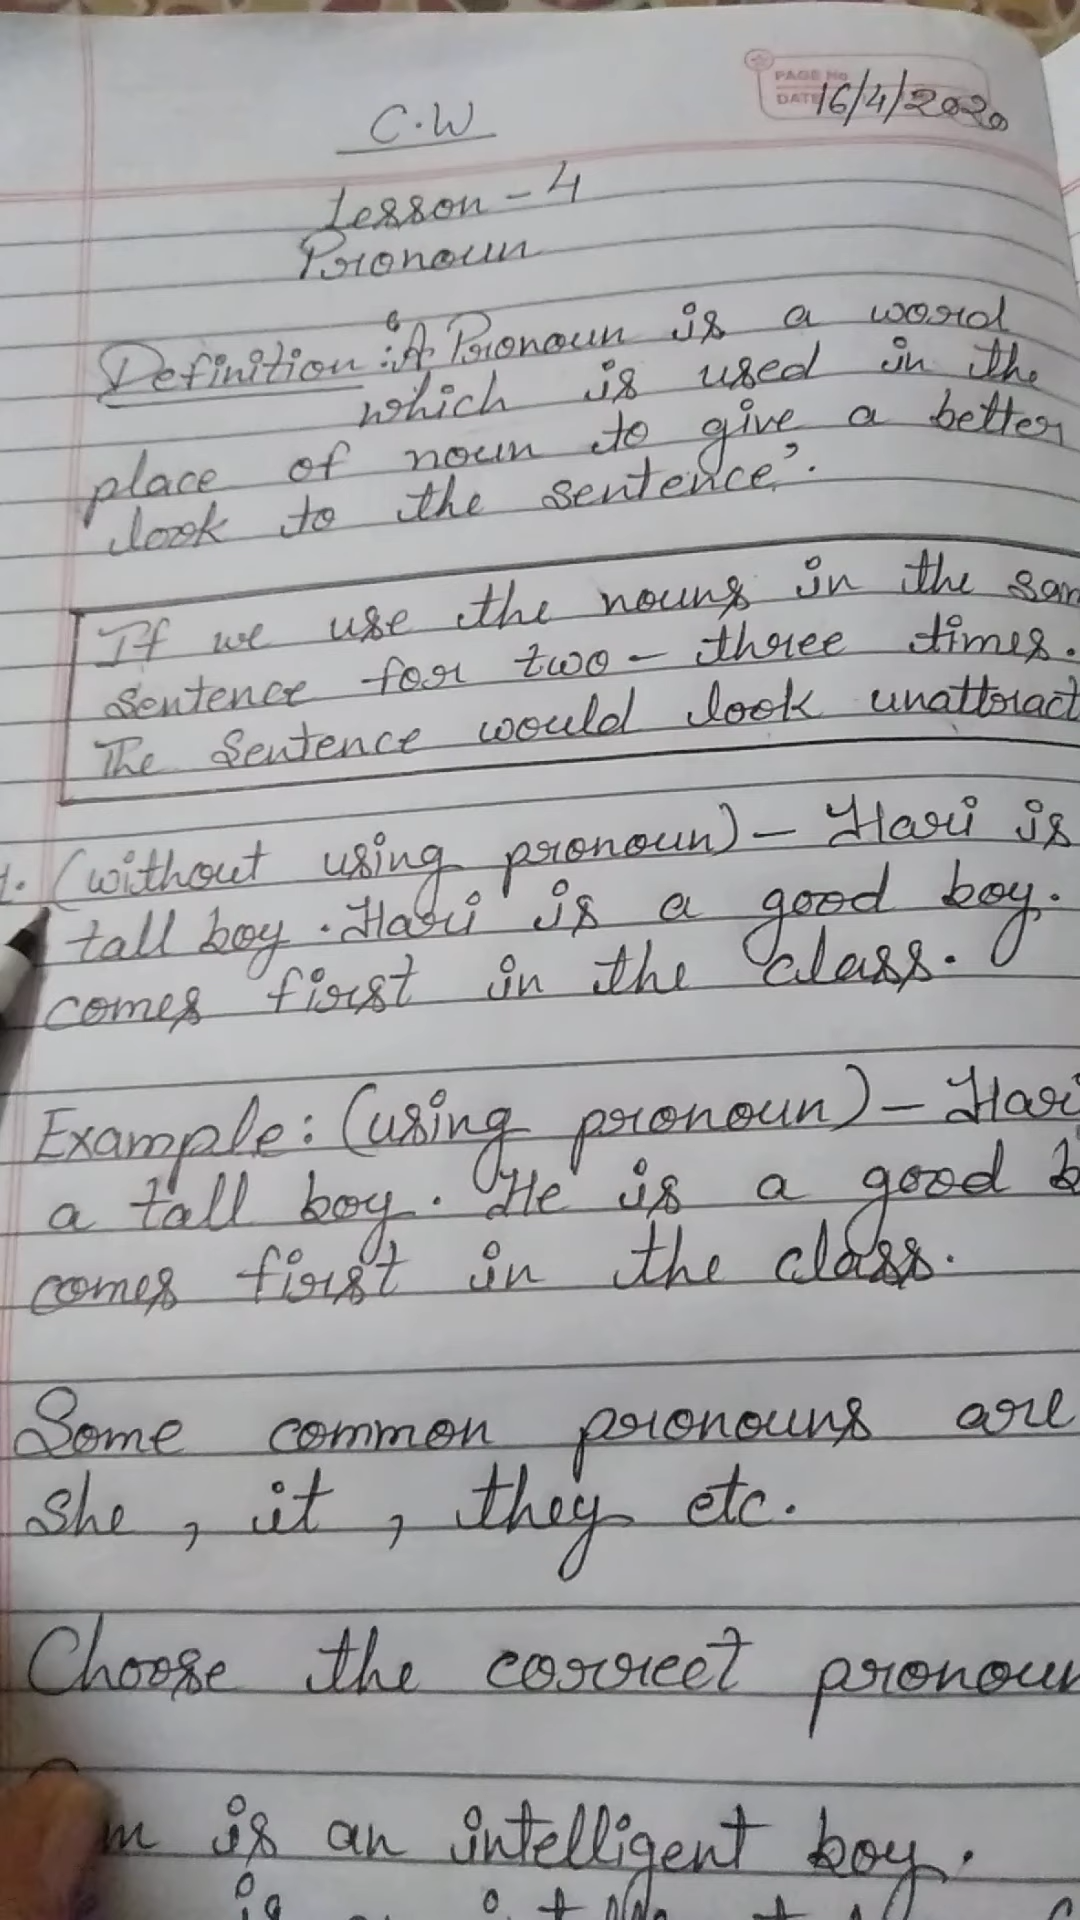 PAGE No
DATE 16/4/2020
C.W
Lesson - 4
Pronoun
Definition : "A Pronoun is a word
which is used in the
place of noun to give a better
look to the sentence".
If we use the nouns in the
sentence for two - three times.
The Sentence would look
1. (without using pronoun) - Hari is
tall boy. Hari is a good boy.
comes first in the class.
Example: (using pronoun) - Hari
a tall boy. He is a good
comes first in the class.
Some common pronouns are
she, it, they etc.
Choose the correct
is an intelligent boy.
is